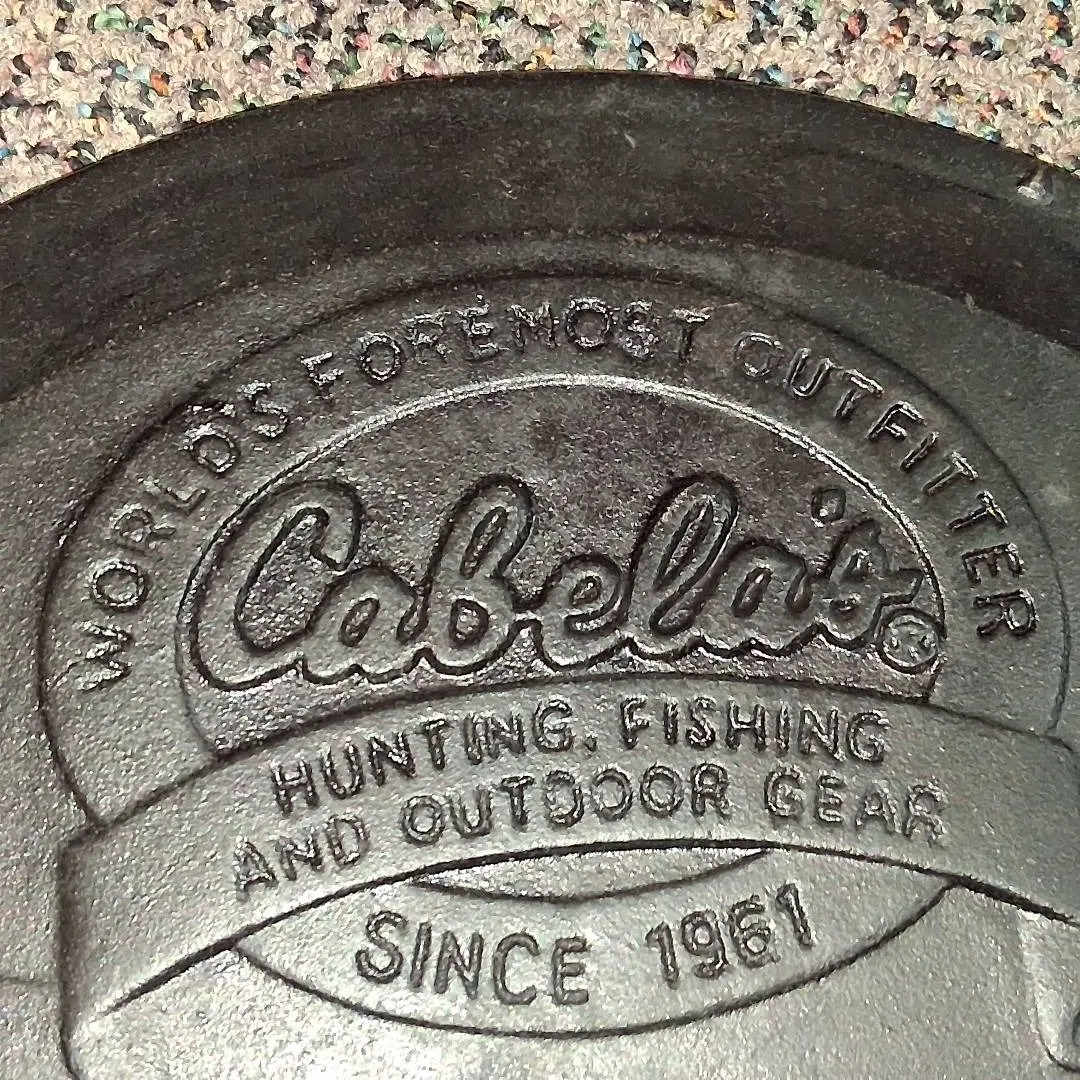 WORLDS FOREMOST OUTFITTER
Cabela's®
HUNTING, FISHING
AND OUTDOOR GEAR
SINCE 1961